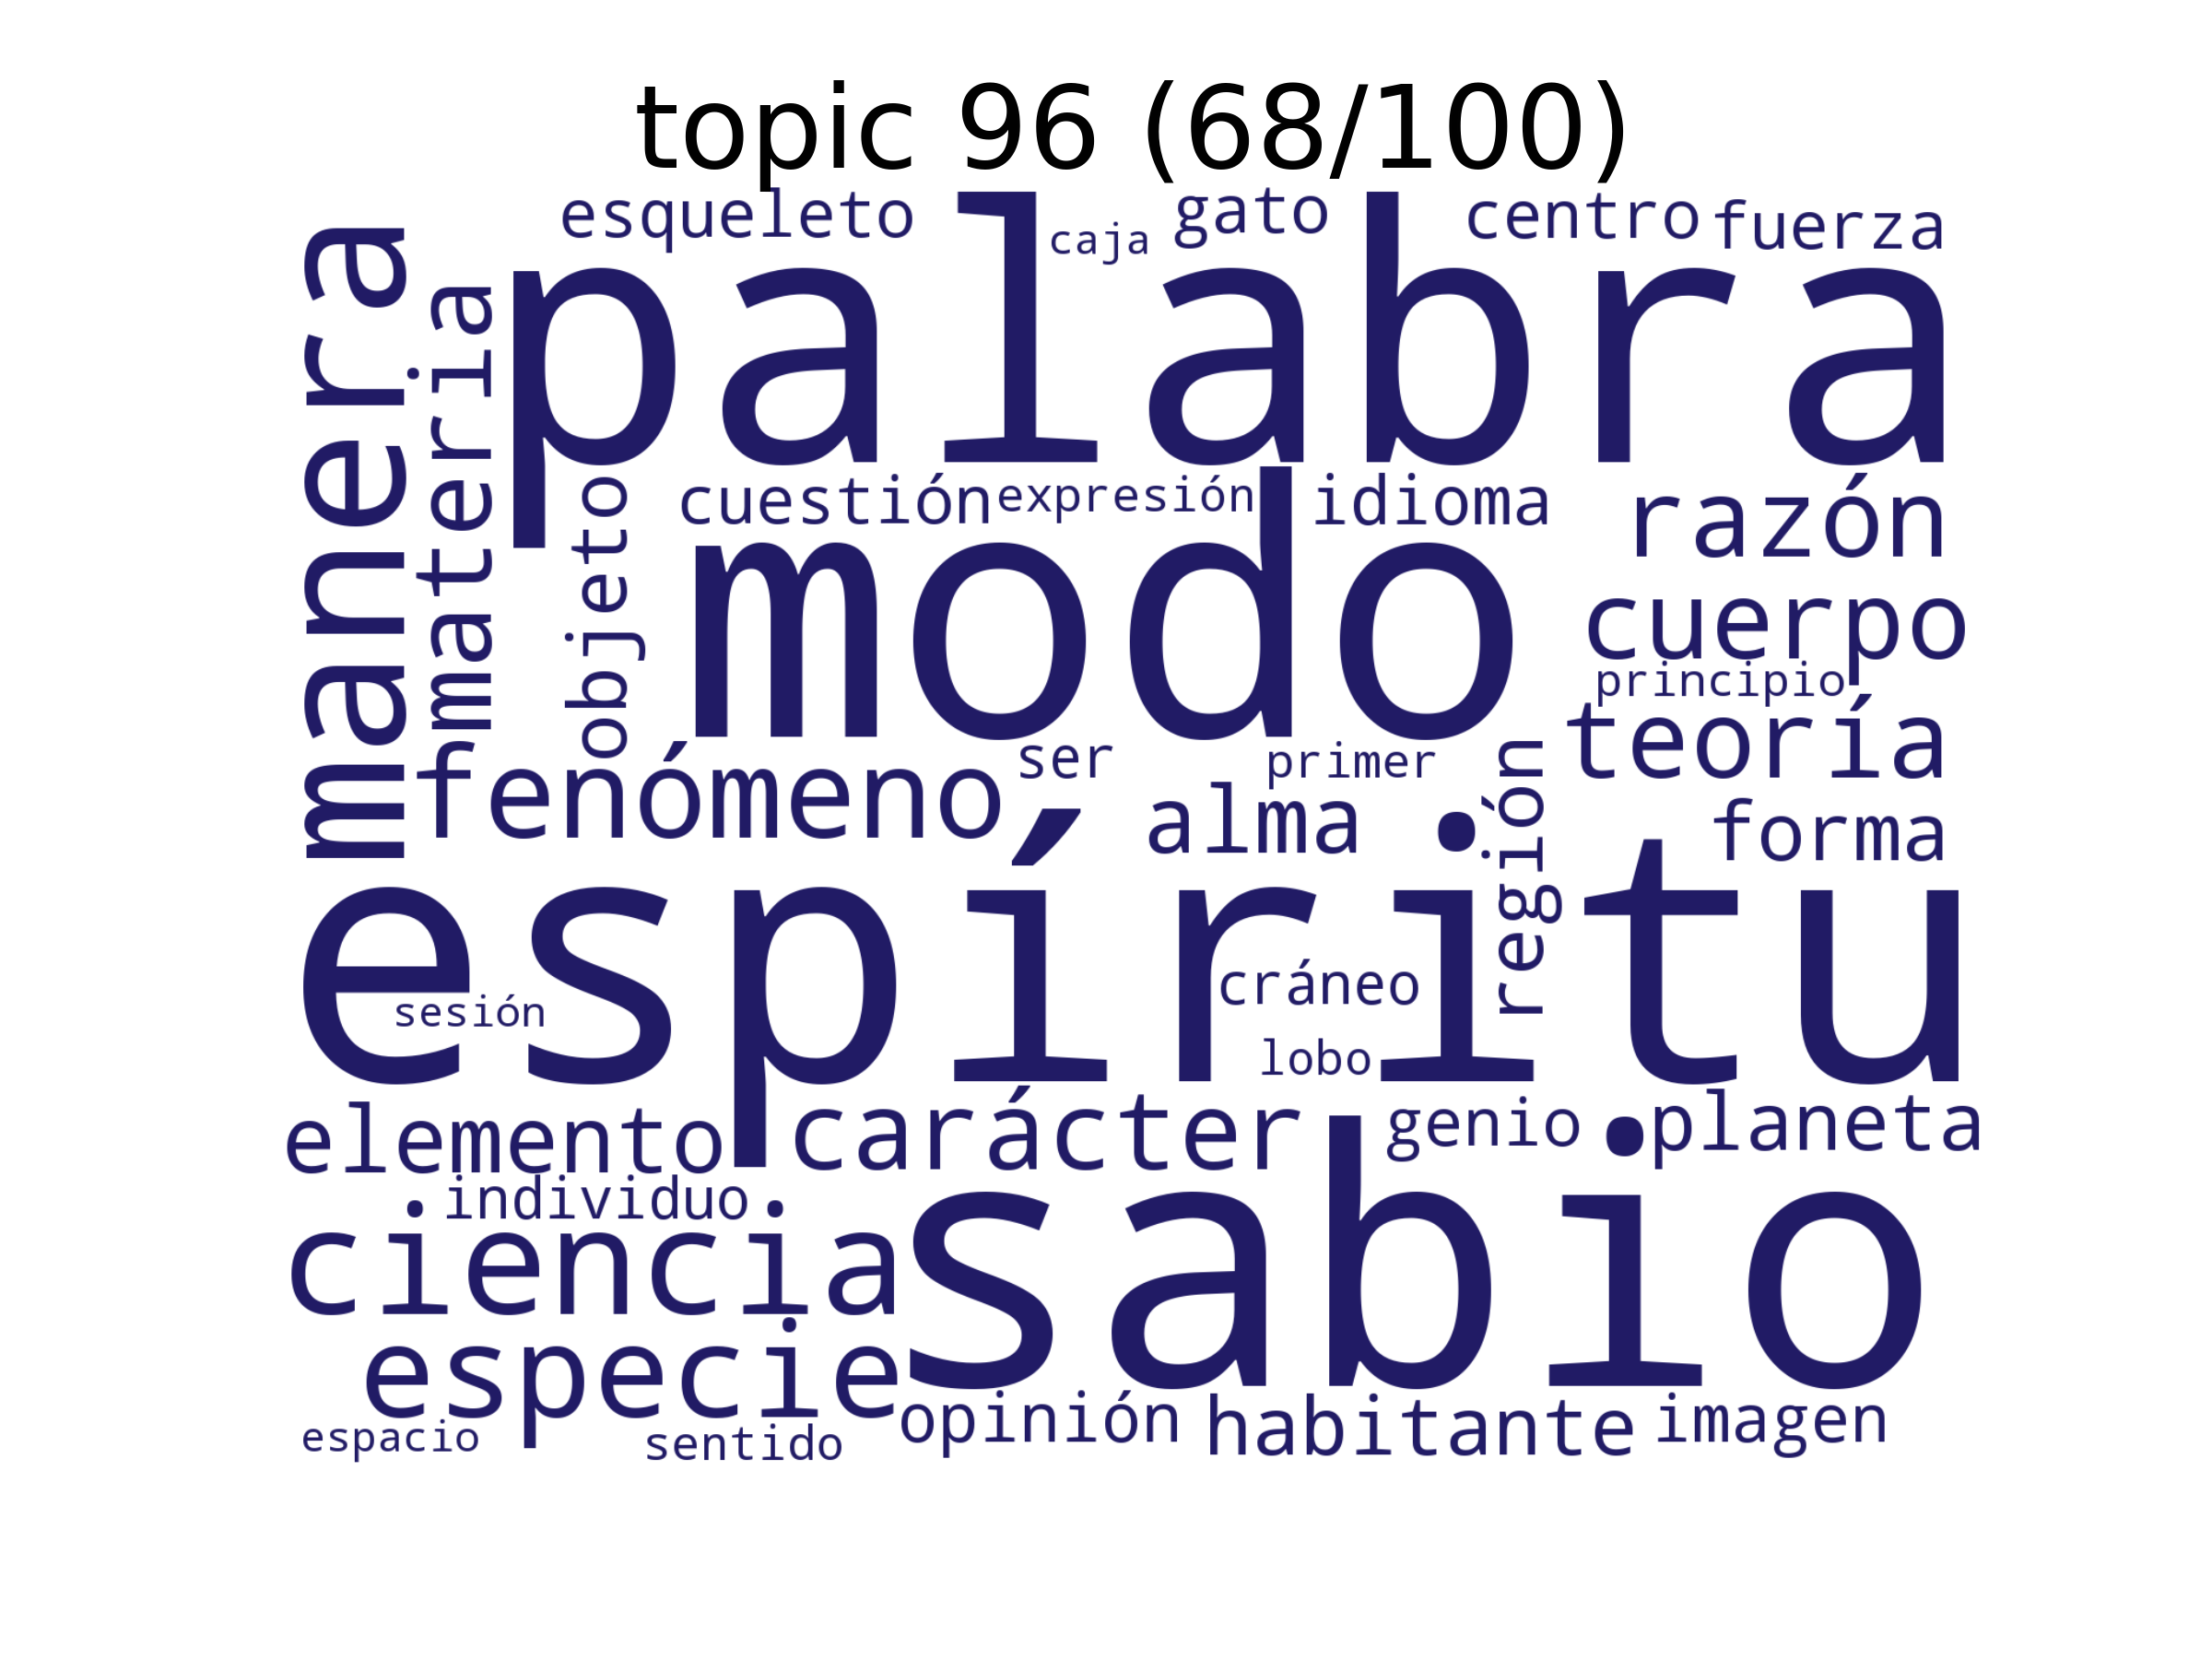 topic 96 (68/100)
esqueleto
caja
gato
centro
fuerza
palabra
manera
materia
objeto
cuestión
expresión
idioma
razón
modo
cuerpo
principio
teoría
fenómeno
ser
primer
alma
región
forma
espíritu
sesión
cráneo
lobo
elemento
carácter
genio
planeta
individuo
ciencia
sabio
especie
opinión
habitante
imagen
espacio
sentido